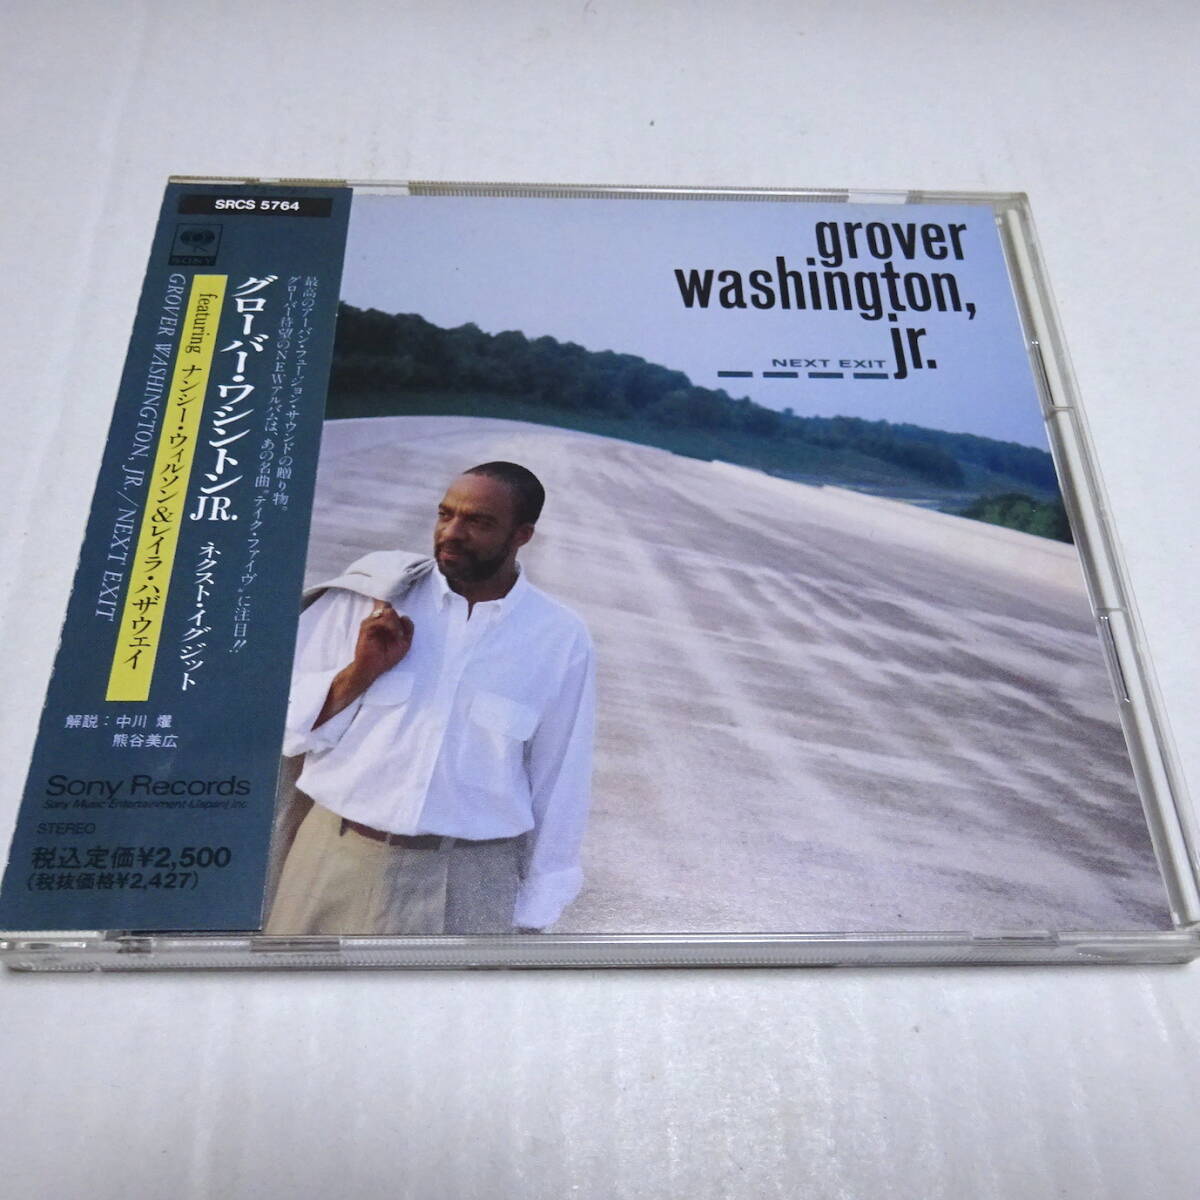 SRCS 5764
SONY
最高のアーバン・フュージョン・サウンドの贈り物。
グローバー待望のNEWアルバムは、あの名曲“テイク・ファイヴ”に注目!!
グローバー・ワシントンJR.
ネクスト・イグジット
featuring ナンシー・ウィルソン&レイラ・ハザウェイ
GROVER WASHINGTON, JR./NEXT EXIT
解説:中川 燿
熊谷美広
Sony Records
Sony Music Entertainment (Japan) Inc.
STEREO
税込定価¥2,500
(税抜価格¥2,427)
grover
washington,
jr.
NEXT EXIT